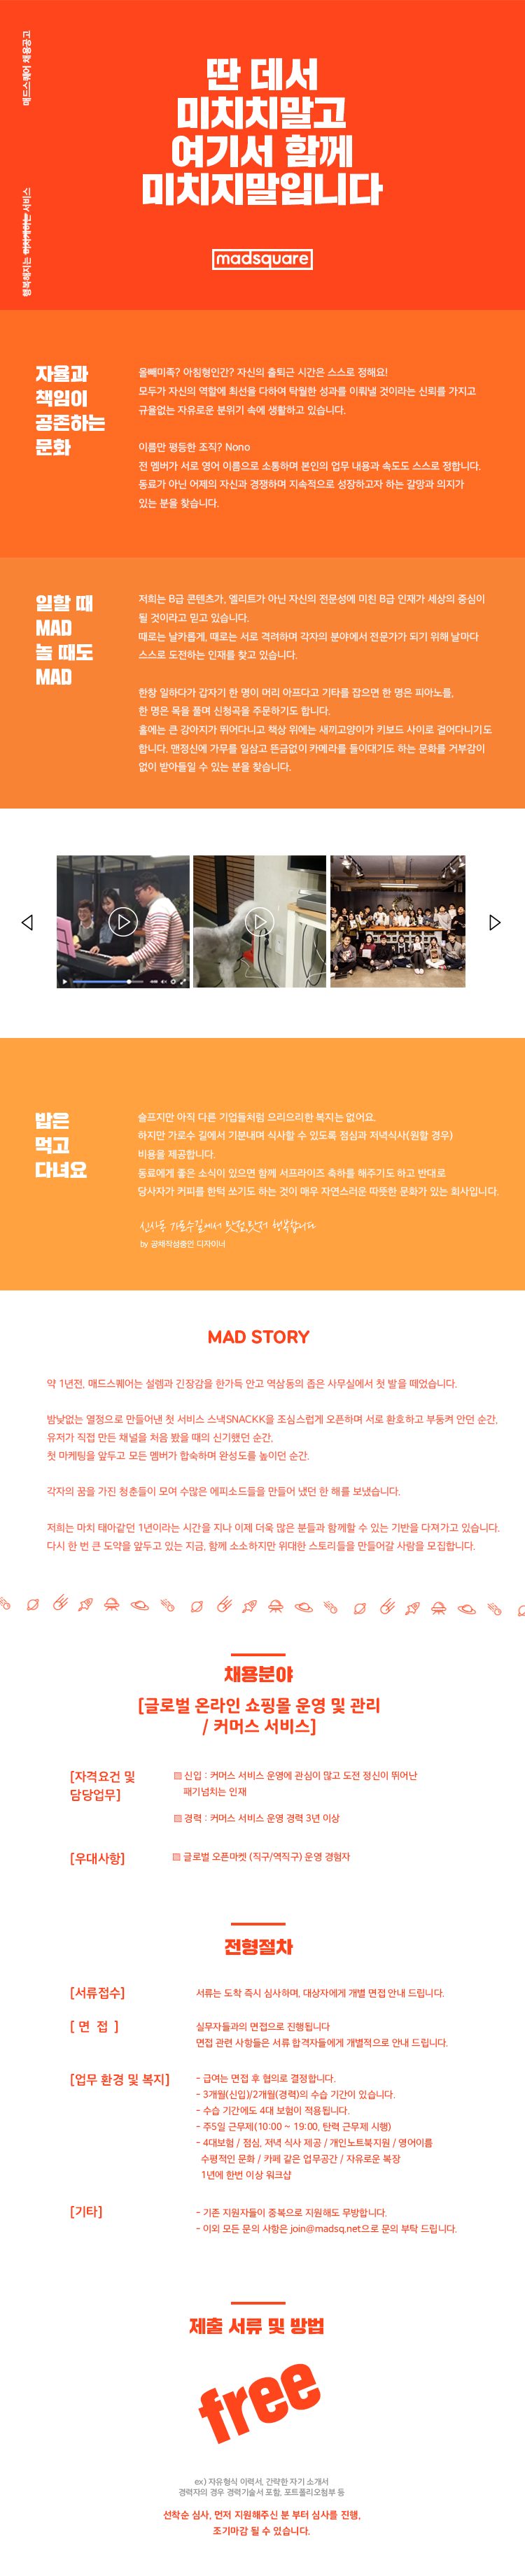 매드스퀘어 채용공고
행복해지는 서비스
딴 데서
미치치말고
여기서 함께
미치지말입니다
madsquare
자율과
책임이
공존하는
문화
올빼미족? 아침형인간? 자신의 출퇴근 시간은 스스로 정해요!
모두가 자신의 역할에 최선을 다하여 탁월한 성과를 이뤄낼 것이라는 신뢰를 가지고
규율없는 자유로운 분위기 속에 생활하고 있습니다.
이름만 평등한 조직? Nono
전 멤버가 서로 영어 이름으로 소통하며 본인의 업무 내용과 속도도 스스로 정합니다.
동료가 아닌 어제의 자신과 경쟁하며 지속적으로 성장하고자 하는 갈망과 의지가
있는 분을 찾습니다.
일할 때
MAD
놀 때도
MAD
저희는 B급 콘텐츠가, 엘리트가 아닌 자신의 전문성에 미친 B급 인재가 세상의 중심이
될 것이라고 믿고 있습니다.
때로는 날카롭게, 때로는 서로 격려하며 각자의 분야에서 전문가가 되기 위해 날마다
스스로 도전하는 인재를 찾고 있습니다.
한창 일하다가 갑자기 한 명이 머리 아프다고 기타를 잡으면 한 명은 피아노를,
한 명은 목을 풀며 신청곡을 주문하기도 합니다.
홀에는 큰 강아지가 뛰어다니고 책상 위에는 새끼고양이가 키보드 사이로 걸어다니기도
합니다. 맨정신에 가무를 일삼고 뜬금없이 카메라를 들이대기도 하는 문화를 거부감이
없이 받아들일 수 있는 분을 찾습니다.
밥은
먹고
다녀요
슬프지만 아직 다른 기업들처럼 으리으리한 복지는 없어요.
하지만 가로수 길에서 기분내며 식사할 수 있도록 점심과 저녁식사(원할 경우)
비용을 제공합니다.
동료에게 좋은 소식이 있으면 함께 서프라이즈 축하를 해주기도 하고 반대로
당사자가 커피를 한턱 쏘기도 하는 것이 매우 자연스러운 따뜻한 문화가 있는 회사입니다.
신사동 가로수길에서 맛점,맛저 행복합니다
by 공채작성중인 디자이너
MAD STORY
약 1년전, 매드스퀘어는 설렘과 긴장감을 한가득 안고 역삼동의 좁은 사무실에서 첫 발을 떼었습니다.
밤낮없는 열정으로 만들어낸 첫 서비스 스낵SNACKK을 조심스럽게 오픈하며 서로 환호하고 부둥켜 안던 순간,
유저가 직접 만든 채널을 처음 봤을 때의 신기했던 순간,
첫 마케팅을 앞두고 모든 멤버가 합숙하며 완성도를 높이던 순간.
각자의 꿈을 가진 청춘들이 모여 수많은 에피소드들을 만들어 냈던 한 해를 보냈습니다.
저희는 마치 태아같던 1년이라는 시간을 지나 이제 더욱 많은 분들과 함께할 수 있는 기반을 다져가고 있습니다.
다시 한 번 큰 도약을 앞두고 있는 지금, 함께 소소하지만 위대한 스토리들을 만들어갈 사람을 모집합니다.
채용분야
[글로벌 온라인 쇼핑몰 운영 및 관리
/ 커머스 서비스]
[자격요건 및
담당업무]
▨ 신입 : 커머스 서비스 운영에 관심이 많고 도전 정신이 뛰어난
패기넘치는 인재
▨ 경력 : 커머스 서비스 운영 경력 3년 이상
[우대사항]
▨ 글로벌 오픈마켓 (직구/역직구) 운영 경험자
전형절차
[서류접수]
서류는 도착 즉시 심사하며, 대상자에게 개별 면접 안내 드립니다.
[ 면 접 ]
실무자들과의 면접으로 진행됩니다
면접 관련 사항들은 서류 합격자들에게 개별적으로 안내 드립니다.
[업무 환경 및 복지]
- 급여는 면접 후 협의로 결정합니다.
- 3개월(신입)/2개월(경력)의 수습 기간이 있습니다.
- 수습 기간에도 4대 보험이 적용됩니다.
- 주5일 근무제(10:00 ~ 19:00, 탄력 근무제 시행)
- 4대보험 / 점심, 저녁 식사 제공 / 개인노트북지원 / 영어이름
수평적인 문화 / 카페 같은 업무공간 / 자유로운 복장
1년에 한번 이상 워크샵
[기타]
- 기존 지원자들이 중복으로 지원해도 무방합니다.
- 이외 모든 문의 사항은 join@madsq.net으로 문의 부탁 드립니다.
제출 서류 및 방법
free
ex) 자유형식 이력서, 간략한 자기 소개서
경력자의 경우 경력기술서 포함, 포트폴리오첨부 등
선착순 심사, 먼저 지원해주신 분 부터 심사를 진행,
조기마감 될 수 있습니다.